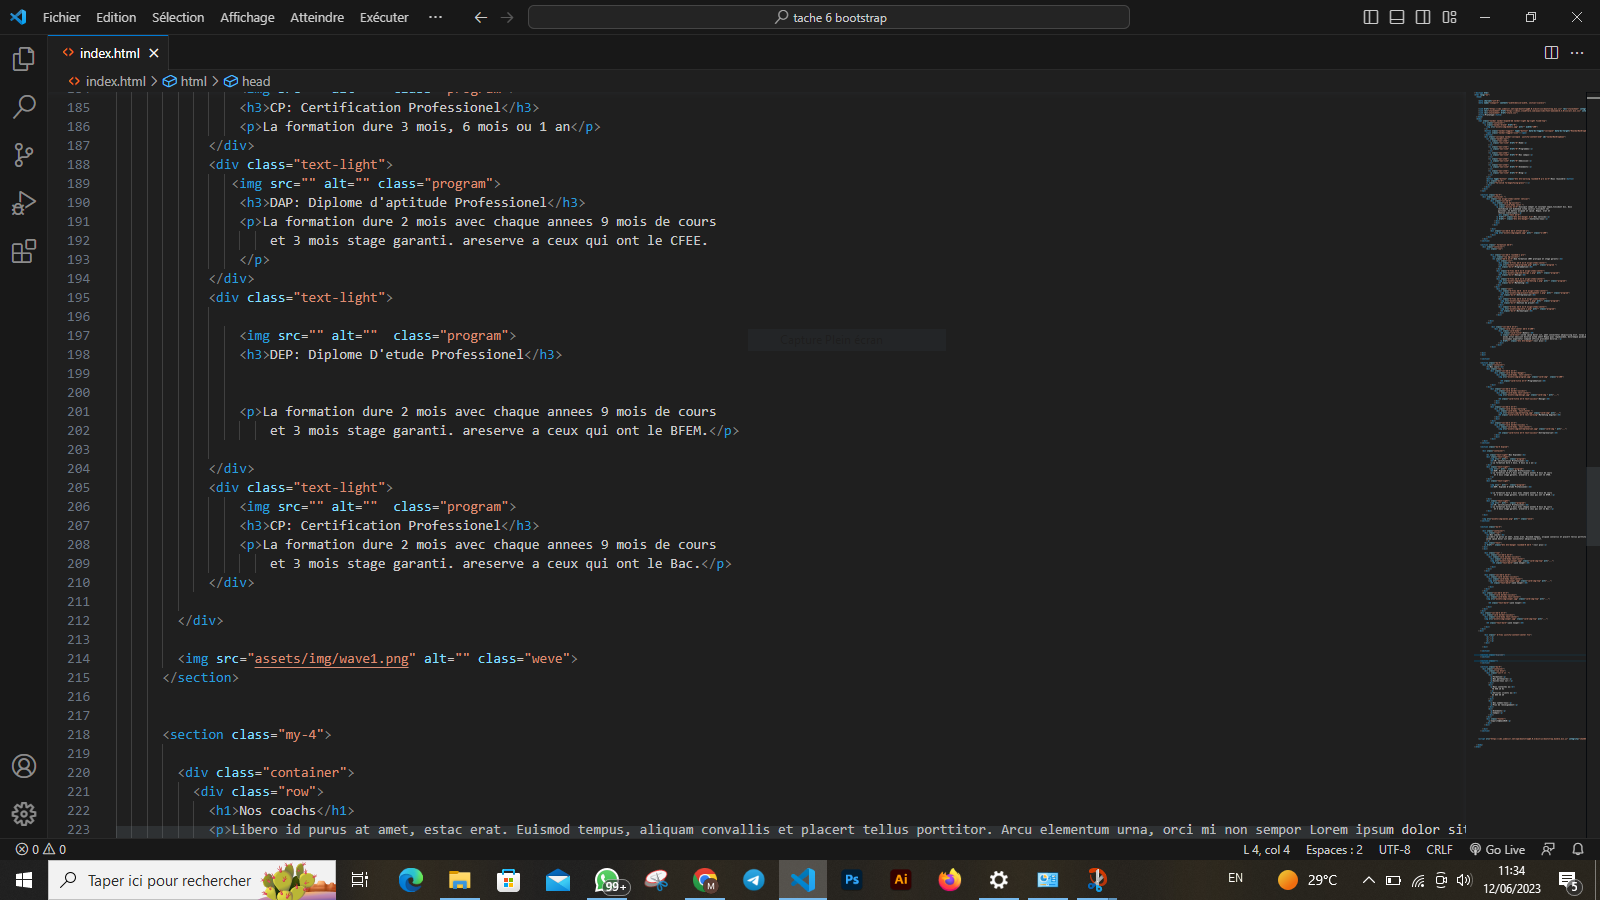 Fichier Edition Sélection Affichage Atteindre Exécuter ··· tache 6 bootstrap
index.html
index.html > html > head
185 <h3>CP: Certification Professionel</h3>
186 <p>La formation dure 3 mois, 6 mois ou 1 an</p>
187 </div>
188 <div class="text-light">
189 <img src="" alt="" class="program">
190 <h3>DAP: Diplome d'aptitude Professionel</h3>
191 <p>La formation dure 2 mois avec chaque annees 9 mois de cours
192 et 3 mois stage garanti. areserve a ceux qui ont le CFEE.
193 </p>
194 </div>
195 <div class="text-light">
196
197 <img src="" alt=""  class="program">
198 <h3>DEP: Diplome D'etude Professionel</h3>
199
200
201 <p>La formation dure 2 mois avec chaque annees 9 mois de cours
202 et 3 mois stage garanti. areserve a ceux qui ont le BFEM.</p>
203
204 </div>
205 <div class="text-light">
206 <img src="" alt=""  class="program">
207 <h3>CP: Certification Professionel</h3>
208 <p>La formation dure 2 mois avec chaque annees 9 mois de cours
209 et 3 mois stage garanti. areserve a ceux qui ont le Bac.</p>
210 </div>
211
212 </div>
213
214 <img src="assets/img/wave1.png" alt="" class="weve">
215 </section>
216
217
218 <section class="my-4">
219
220 <div class="container">
221 <div class="row">
222 <h1>Nos coachs</h1>
223 <p>Libero id purus at amet, estac erat. Euismod tempus, aliquam convallis et placert tellus porttitor. Arcu elementum urna, orci mi non sempor Lorem ipsum dolor sit
Capture Plein écran
0 0 L 4, col 4 Espaces : 2 UTF-8 CRLF Go Live
Taper ici pour rechercher 99+ M Ps Ai EN 29°C 11:34
12/06/2023 5